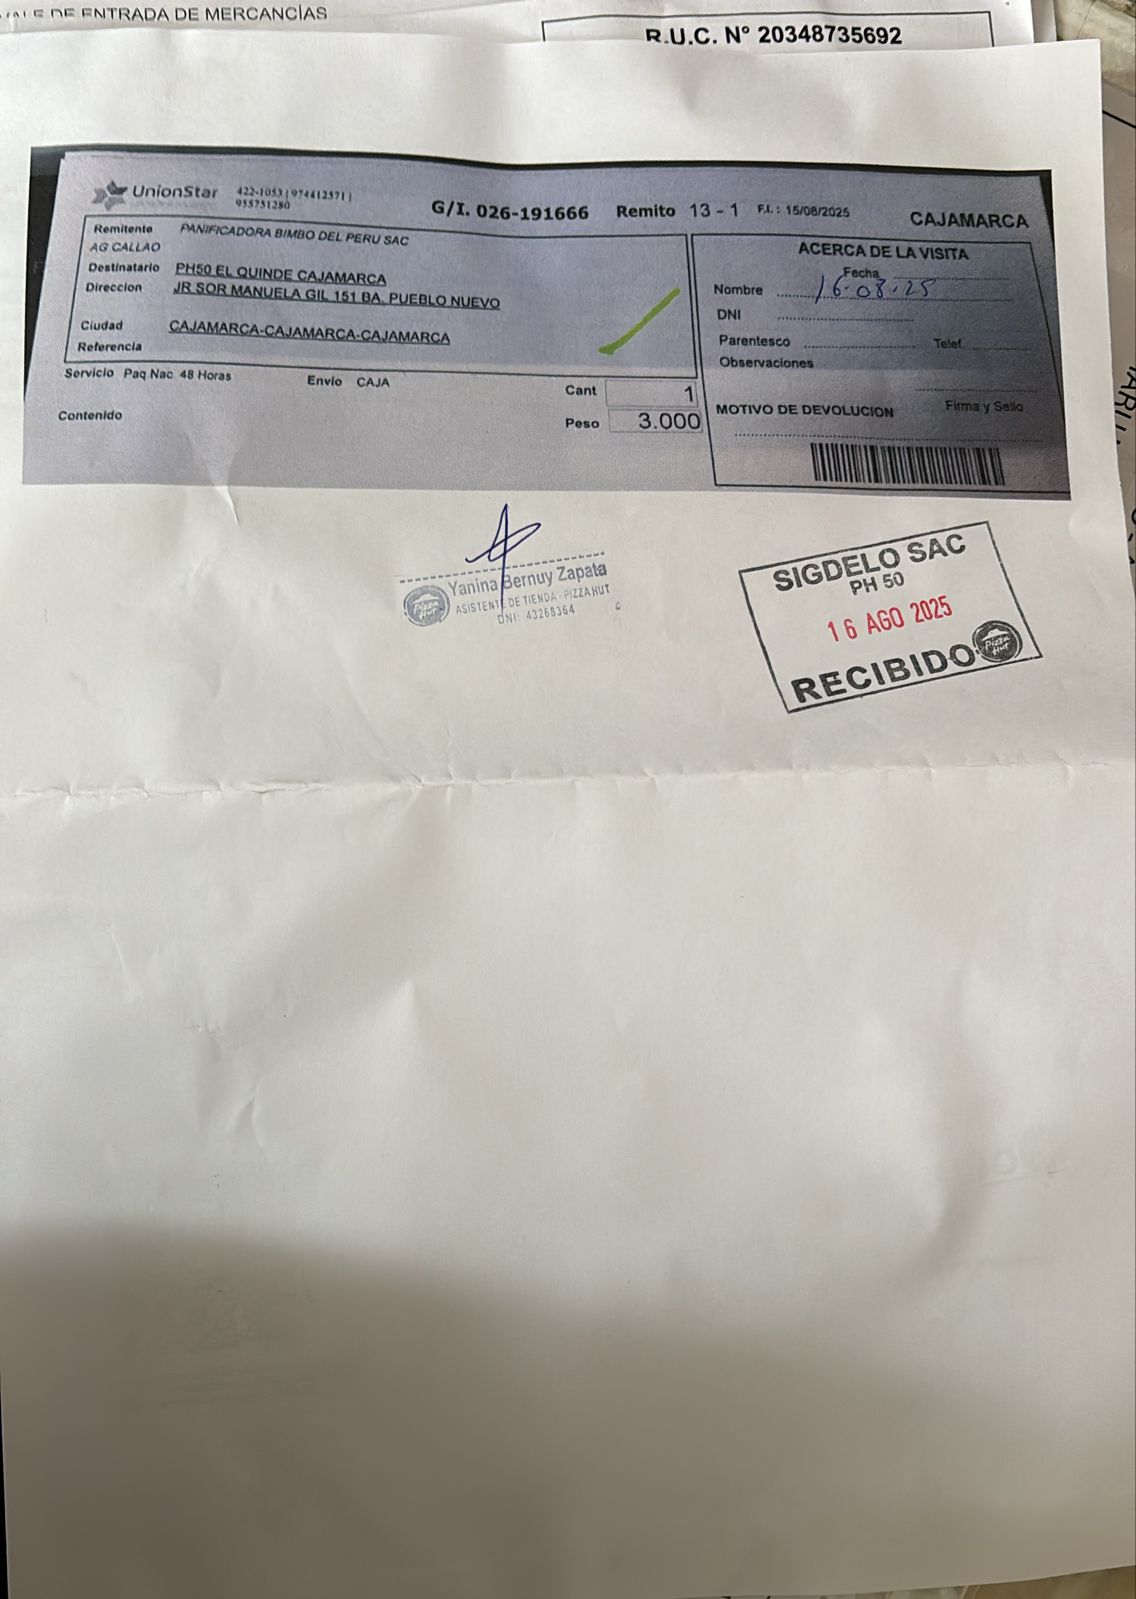 DE ENTRADA DE MERCANCÍAS
R.U.C. N° 20348735692
UnionStar
422-1053 | 974412571 |
955751280
G/I. 026-191666 Remito 13 - 1 F.I.: 15/08/2025 CAJAMARCA
Remitente PANIFICADORA BIMBO DEL PERU SAC
AG CALLAO
Destinatario PH50 EL QUINDE CAJAMARCA
Direccion JR SOR MANUELA GIL 151 BA. PUEBLO NUEVO
Ciudad CAJAMARCA-CAJAMARCA-CAJAMARCA
Referencia
Servicio Paq Nac 48 Horas Envio CAJA
Cant 1
Contenido
Peso 3.000
ACERCA DE LA VISITA
Fecha
Nombre 16.08.25
DNI
Parentesco Telef.
Observaciones
MOTIVO DE DEVOLUCION Firma y Sello
Yanina Bernuy Zapata
ASISTENTE DE TIENDA - PIZZA HUT
DNI: 43268364
Pizza Hut
SIGDELO SAC
PH 50
16 AGO 2025
RECIBIDO
Pizza Hut